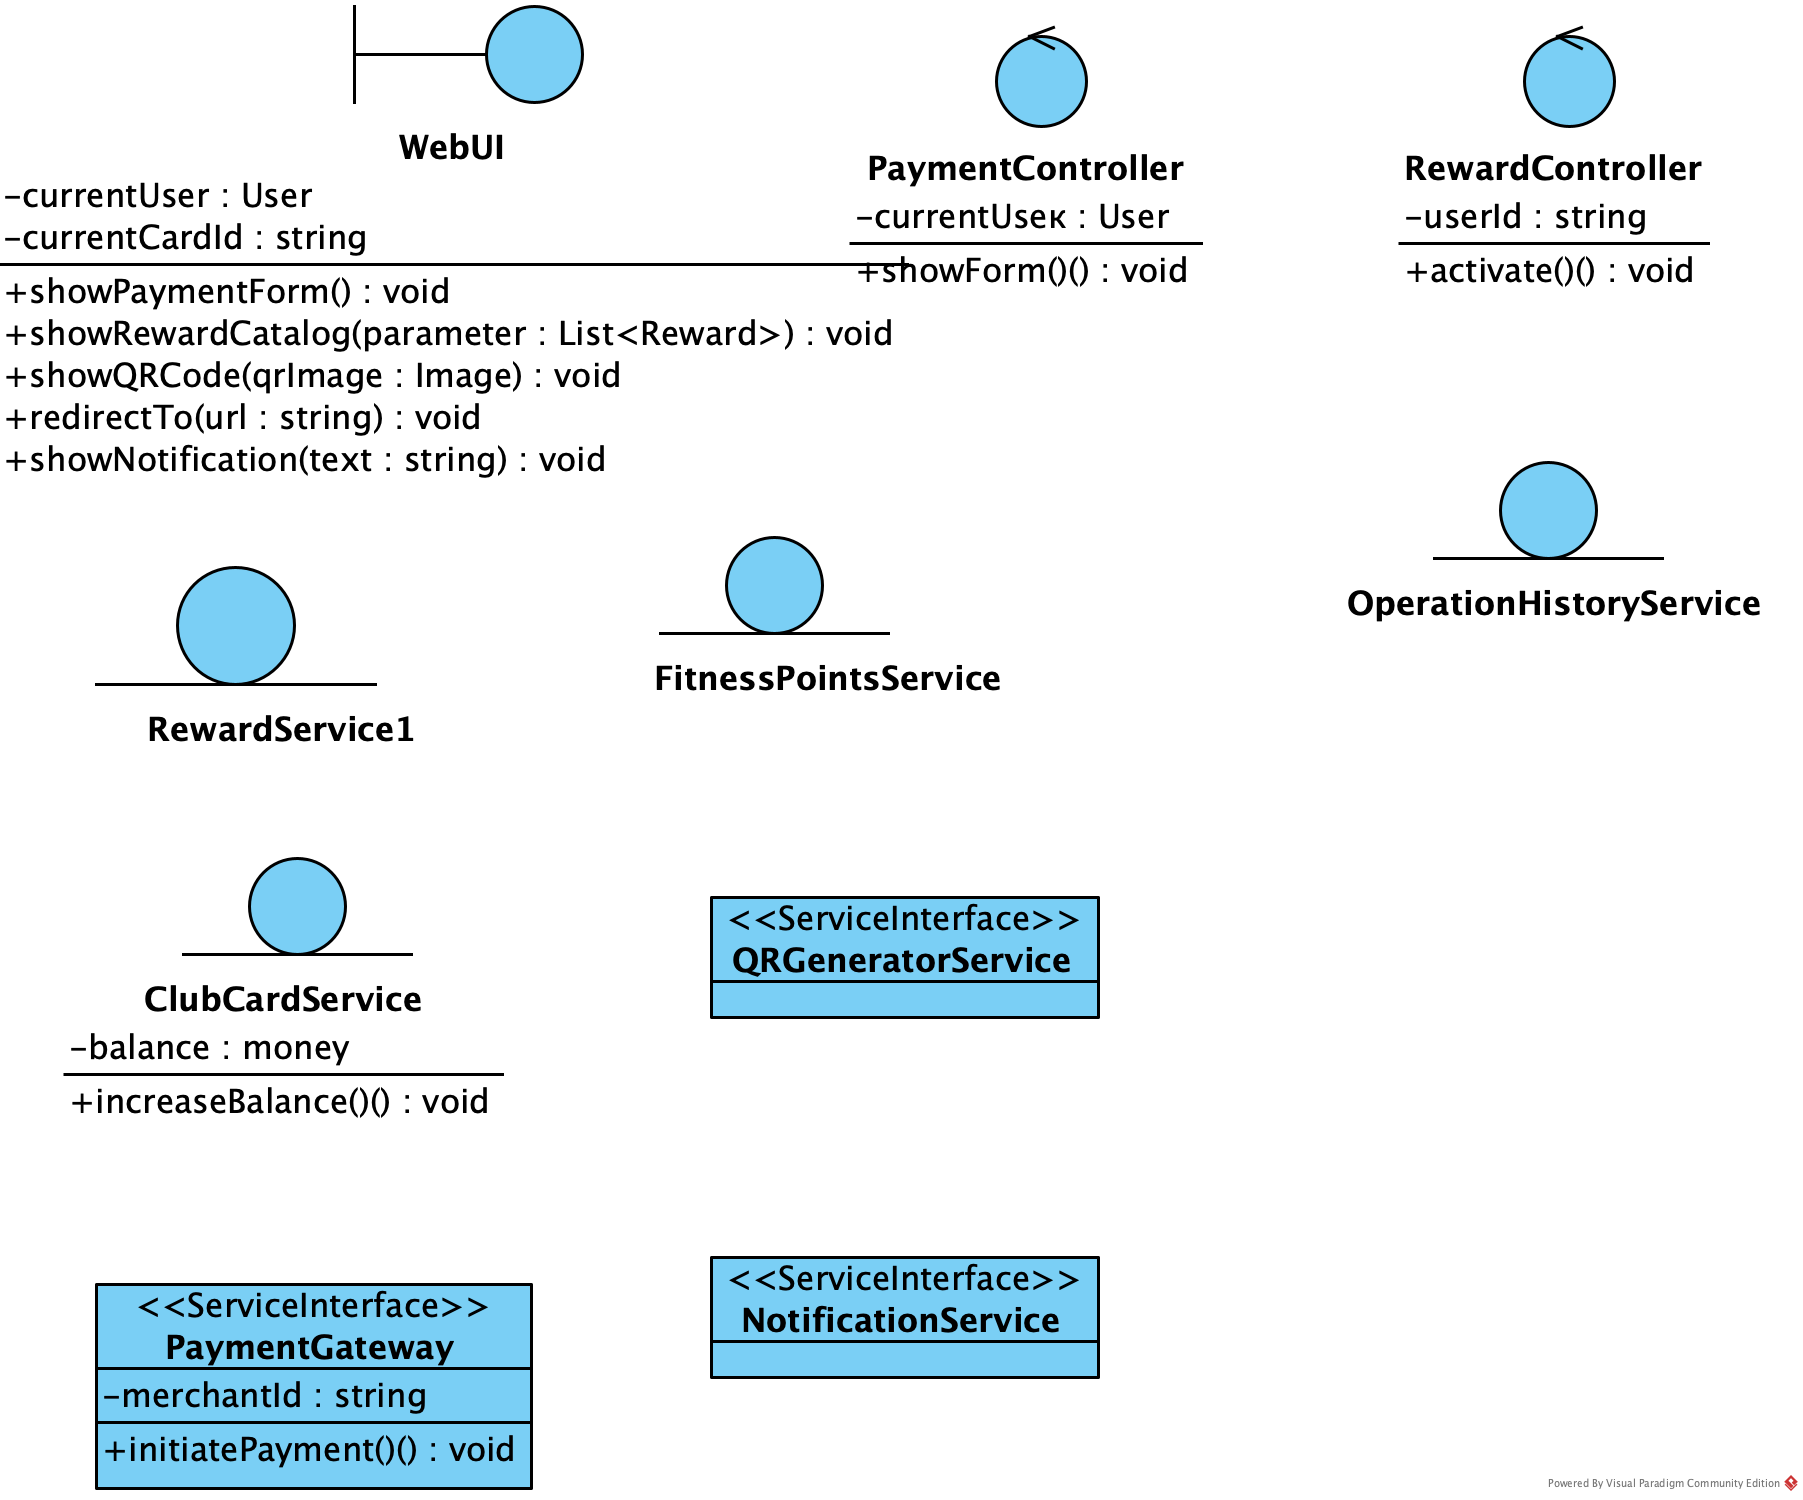 WebUI
-currentUser : User
-currentCardId : string
+showPaymentForm() : void
+showRewardCatalog(parameter : List<Reward>) : void
+showQRCode(qrImage : Image) : void
+redirectTo(url : string) : void
+showNotification(text : string) : void
PaymentController
-currentUseк : User
+showForm()() : void
RewardController
-userId : string
+activate()() : void
RewardService1
FitnessPointsService
OperationHistoryService
ClubCardService
-balance : money
+increaseBalance()() : void
<<ServiceInterface>>
QRGeneratorService
<<ServiceInterface>>
PaymentGateway
-merchantId : string
+initiatePayment()() : void
<<ServiceInterface>>
NotificationService
Powered By Visual Paradigm Community Edition